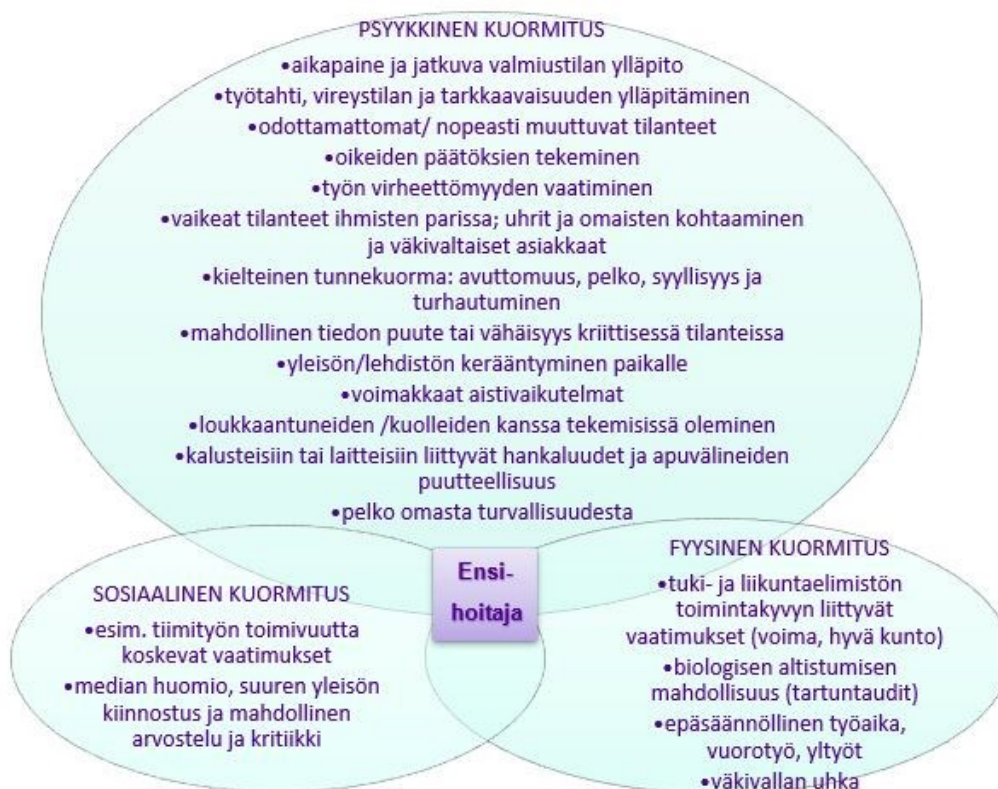 PSYYKKINEN KUORMITUS
•aikapaine ja jatkuva valmiustilan ylläpito
•työtahti, vireystilan ja tarkkaavaisuuden ylläpitäminen
•odottamattomat/ nopeasti muuttuvat tilanteet
•oikeiden päätöksien tekeminen
•työn virheettömyyden vaatiminen
•vaikeat tilanteet ihmisten parissa; uhrit ja omaisten kohtaaminen
ja väkivaltaiset asiakkaat
•kielteinen tunnekuorma: avuttomuus, pelko, syyllisyys ja
turhautuminen
•mahdollinen tiedon puute tai vähäisyys kriittisessä tilanteissa
•yleisön/lehdistön kerääntyminen paikalle
•voimakkaat aistivaikutelmat
•loukkaantuneiden /kuolleiden kanssa tekemisissä oleminen
•kalusteisiin tai laitteisiin liittyvät hankaluudet ja apuvälineiden
puutteellisuus
•pelko omasta turvallisuudesta
Ensi-
hoitaja
SOSIAALINEN KUORMITUS
•esim. tiimityön toimivuutta
koskevat vaatimukset
•median huomio, suuren yleisön
kiinnostus ja mahdollinen
arvostelu ja kritiikki
FYYSINEN KUORMITUS
•tuki- ja liikuntaelimistön
toimintakyvyn liittyvät
vaatimukset (voima, hyvä kunto)
•biologisen altistumisen
mahdollisuus (tartuntaudit)
•epäsäännöllinen työaika,
vuorotyö, yltyöt
•väkivallan uhka